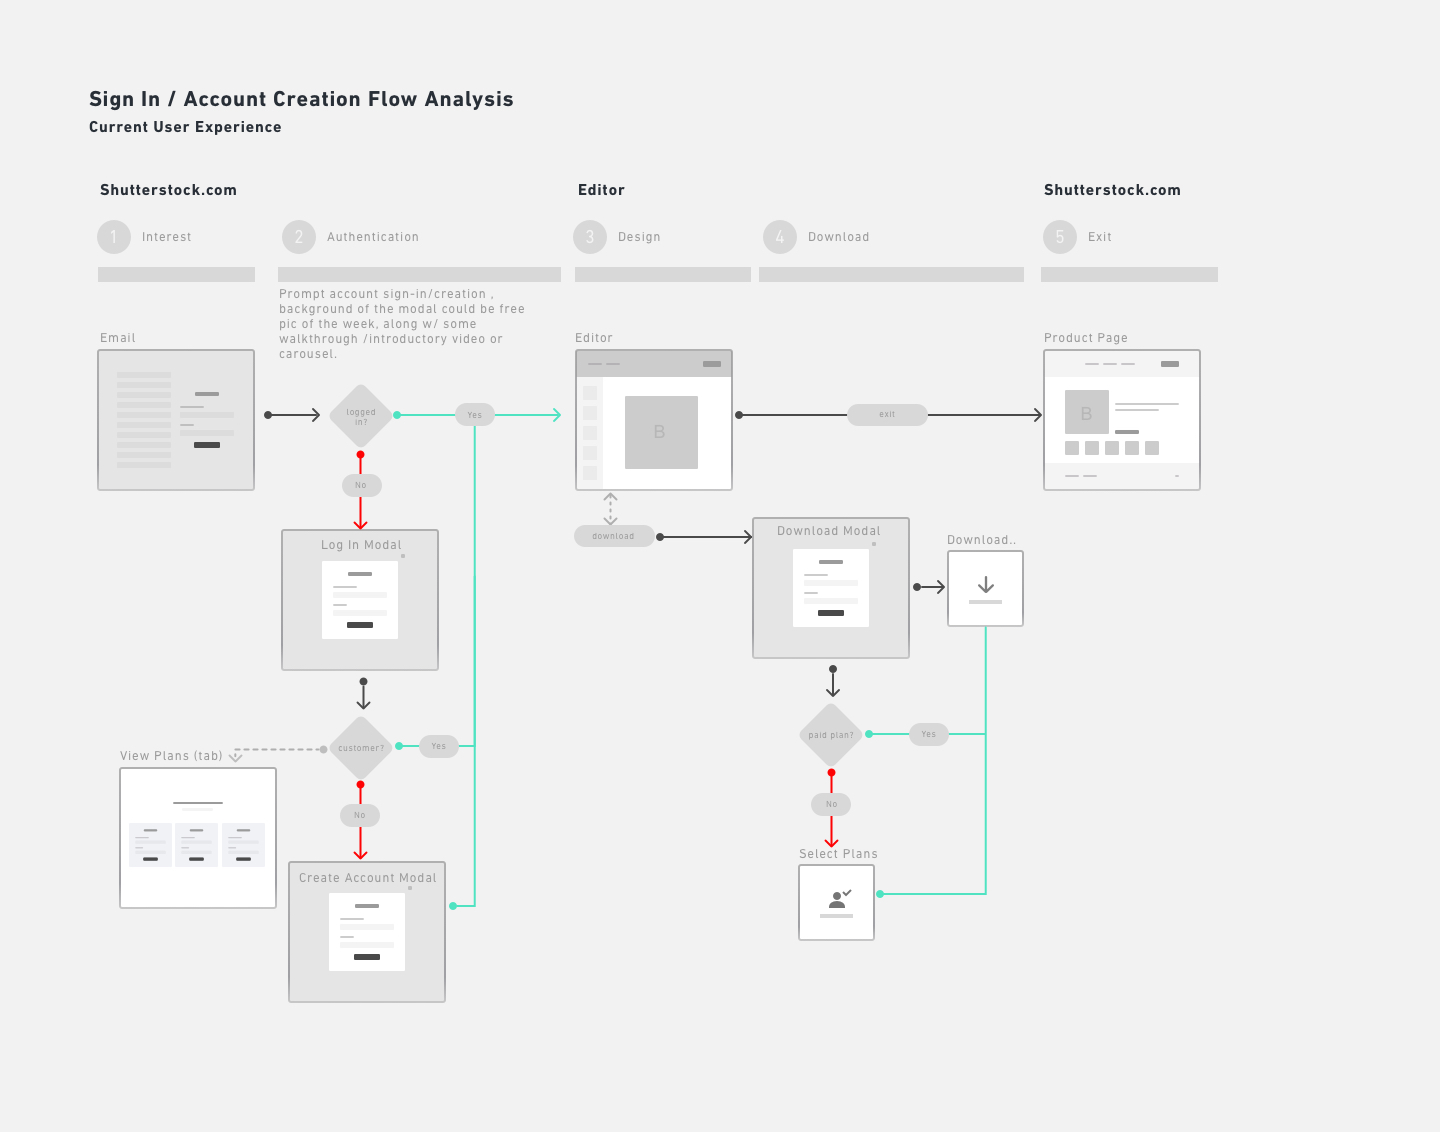 Sign In / Account Creation Flow Analysis
Current User Experience
Shutterstock.com
Editor
Shutterstock.com
1 Interest
2 Authentication
3 Design
4 Download
5 Exit
Prompt account sign-in/creation ,
background of the modal could be free
pic of the week, along w/ some
walkthrough /introductory video or
carousel.
Email
logged
in?
Yes
No
Log In Modal
customer?
Yes
No
View Plans (tab)
Create Account Modal
Editor
B
exit
download
Download Modal
Download..
paid plan?
Yes
No
Select Plans
Product Page
B